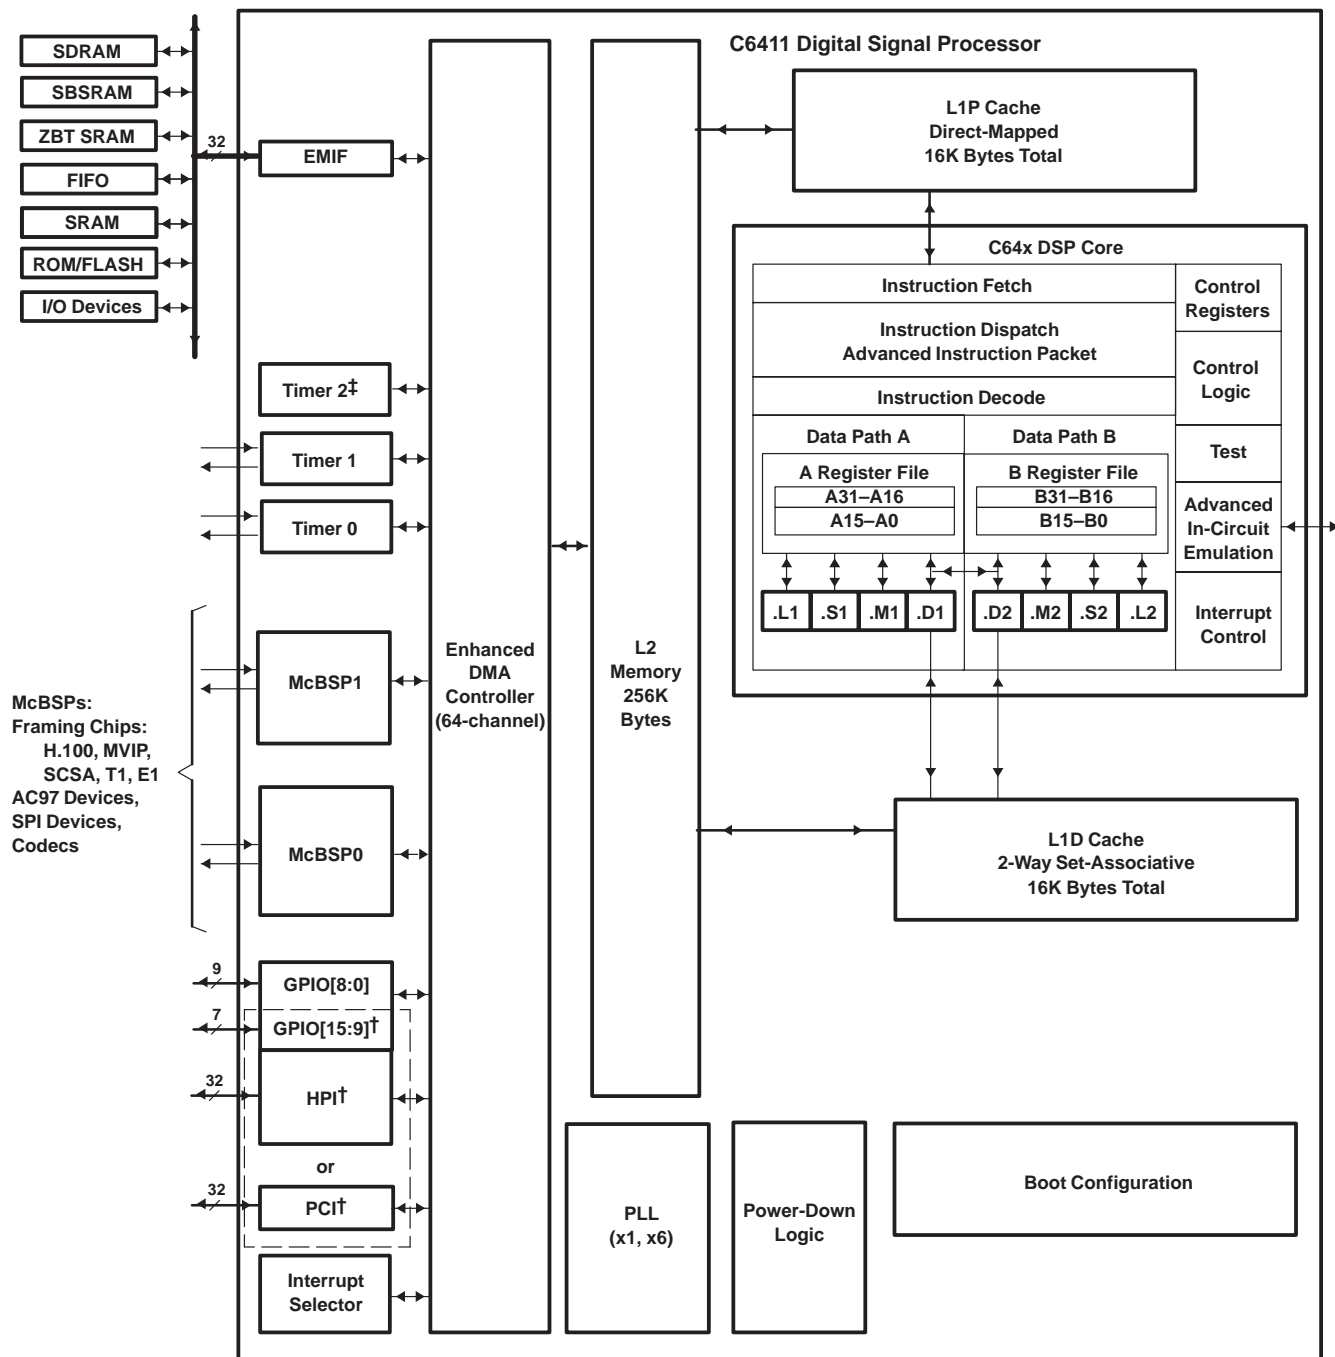 C6411 Digital Signal Processor
SDRAM
SBSRAM
ZBT SRAM
FIFO
SRAM
ROM/FLASH
I/O Devices
32
EMIF
Timer 2‡
Timer 1
Timer 0
McBSPs:
Framing Chips:
H.100, MVIP,
SCSA, T1, E1
AC97 Devices,
SPI Devices,
Codecs
McBSP1
McBSP0
9
GPIO[8:0]
7
GPIO[15:9]†
32
HPI†
or
32
PCI†
Interrupt
Selector
Enhanced
DMA
Controller
(64-channel)
L2
Memory
256K
Bytes
L1P Cache
Direct-Mapped
16K Bytes Total
C64x DSP Core
Instruction Fetch
Instruction Dispatch
Advanced Instruction Packet
Instruction Decode
Data Path A
A Register File
A31–A16
A15–A0
Data Path B
B Register File
B31–B16
B15–B0
.L1 .S1 .M1 .D1
.D2 .M2 .S2 .L2
Control
Registers
Control
Logic
Test
Advanced
In-Circuit
Emulation
Interrupt
Control
L1D Cache
2-Way Set-Associative
16K Bytes Total
PLL
(x1, x6)
Power-Down
Logic
Boot Configuration